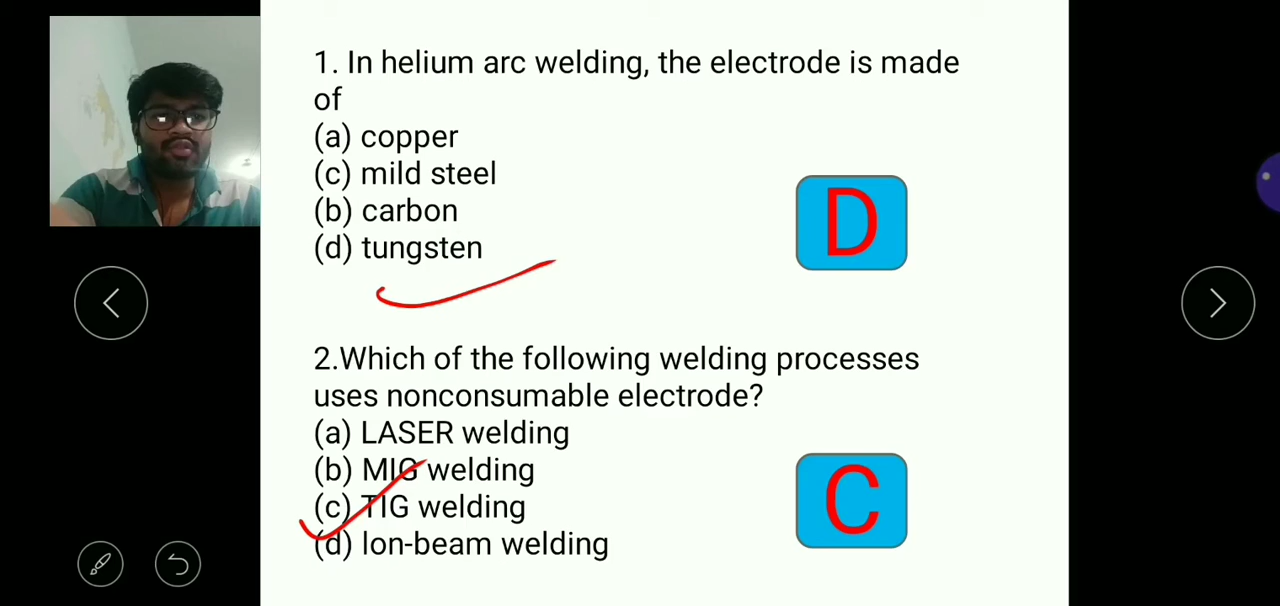 1. In helium arc welding, the electrode is made
of
(a) copper
(c) mild steel
(b) carbon
(d) tungsten
D
2.Which of the following welding processes
uses nonconsumable electrode?
(a) LASER welding
(b) MIG welding
(c) TIG welding
(d) lon-beam welding
C